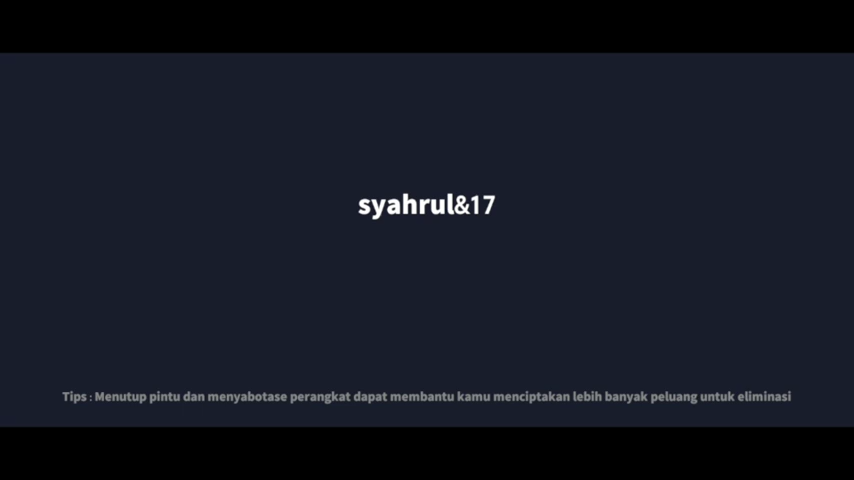 syahrul&17
Tips : Menutup pintu dan menyabotase perangkat dapat membantu kamu menciptakan lebih banyak peluang untuk eliminasi